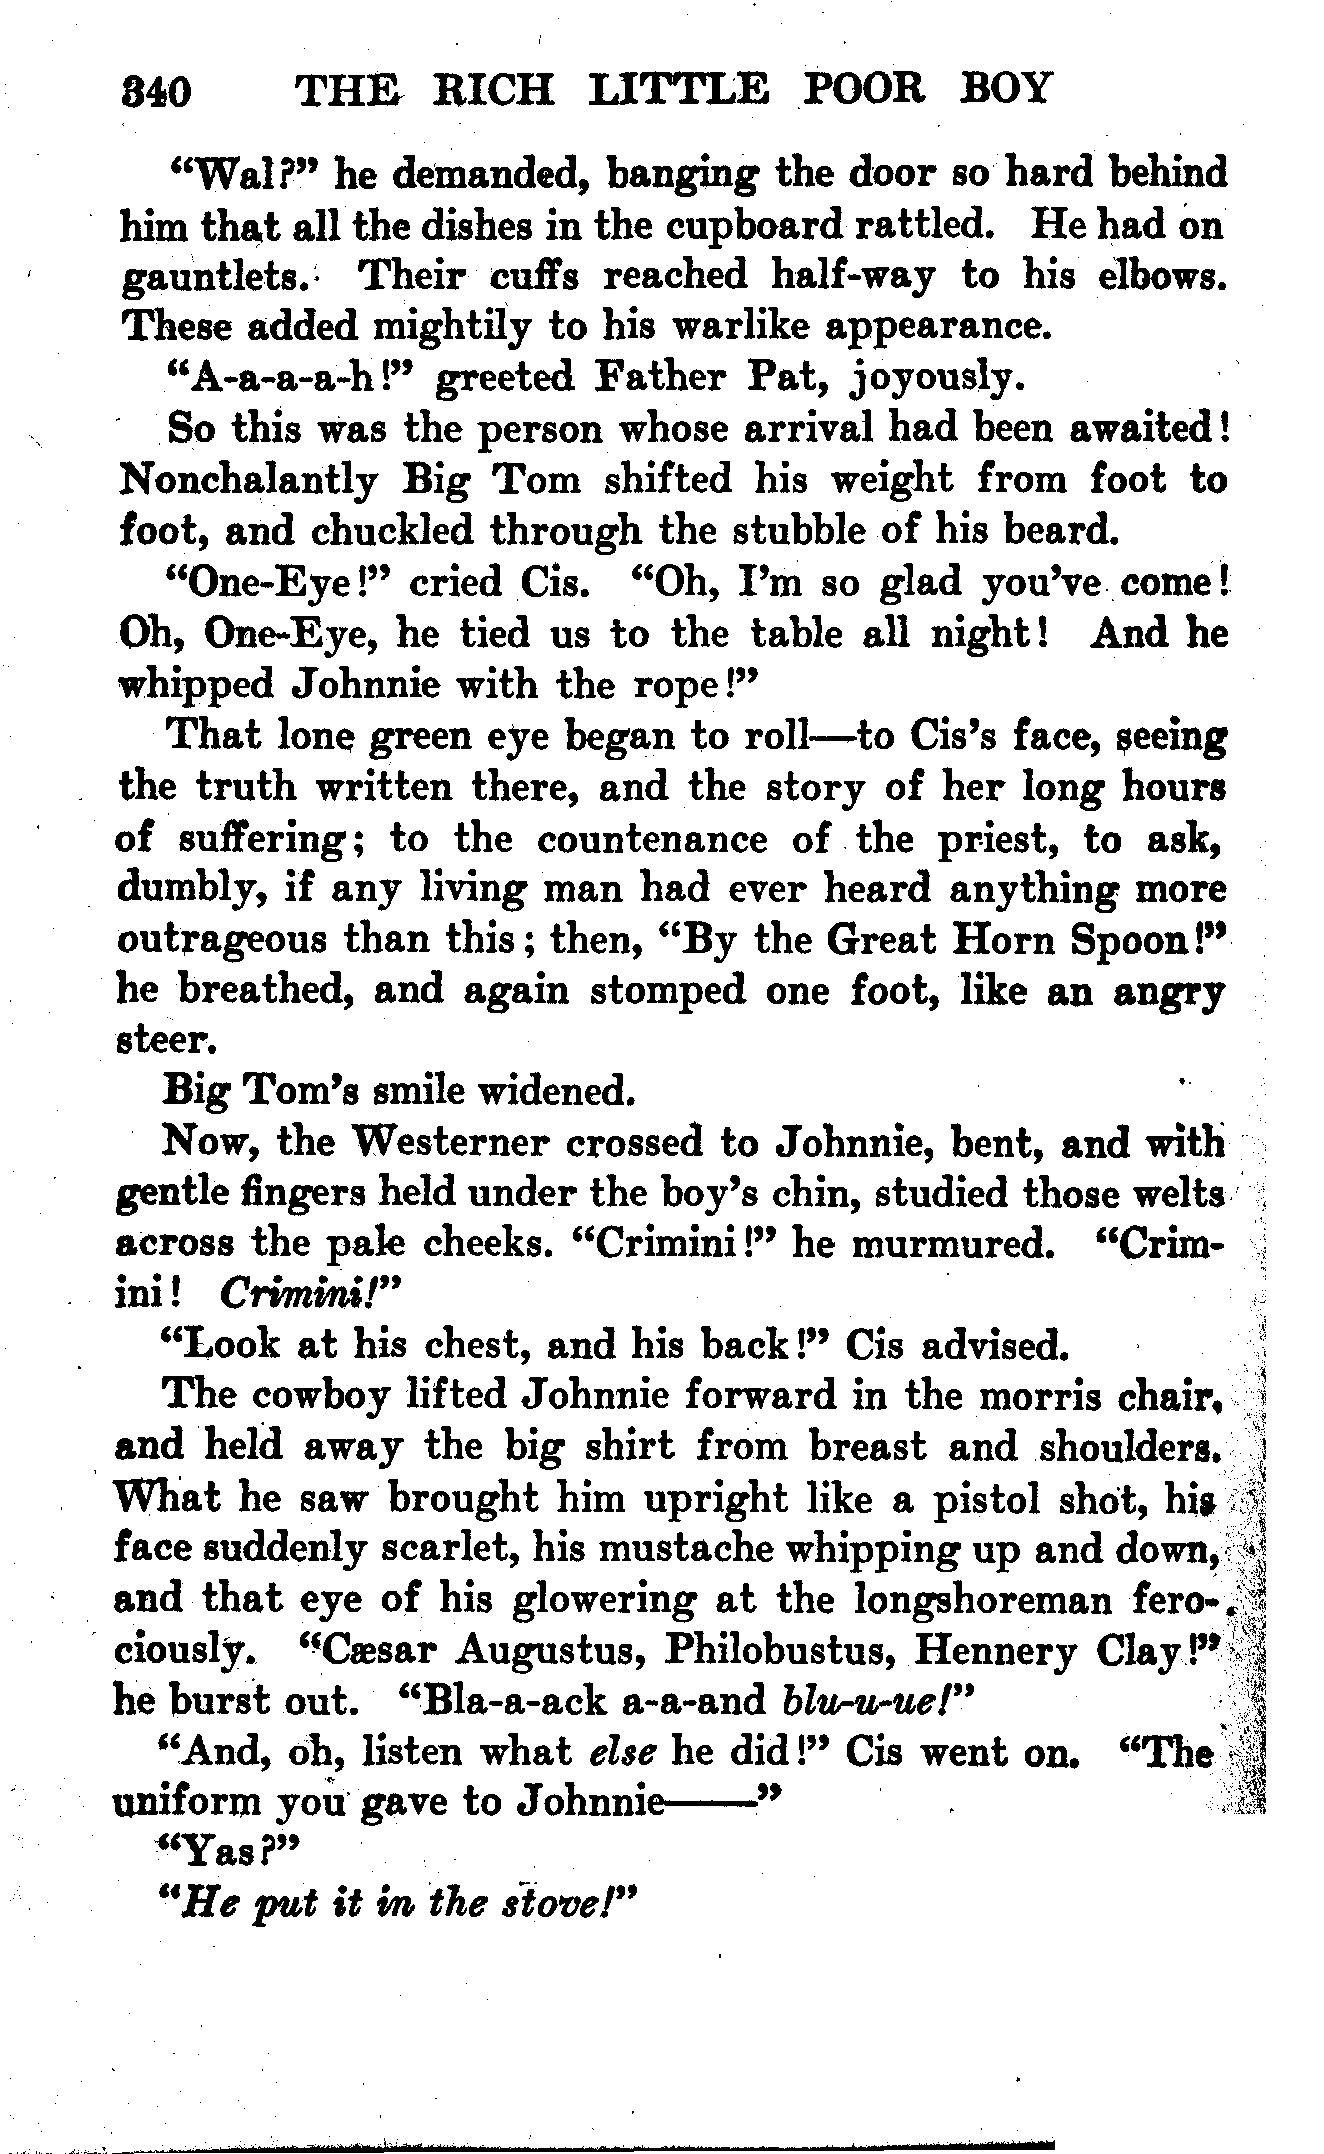 340 THE RICH LITTLE POOR BOY
“Wal?” he demanded, banging the door so hard behind
him that all the dishes in the cupboard rattled. He had on
gauntlets. Their cuffs reached half-way to his elbows.
These added mightily to his warlike appearance.
“A-a-a-a-h!” greeted Father Pat, joyously.
So this was the person whose arrival had been awaited!
Nonchalantly Big Tom shifted his weight from foot to
foot, and chuckled through the stubble of his beard.
“One-Eye!” cried Cis. “Oh, I’m so glad you’ve come!
Oh, One-Eye, he tied us to the table all night! And he
whipped Johnnie with the rope!”
That lone green eye began to roll—to Cis’s face, seeing
the truth written there, and the story of her long hours
of suffering; to the countenance of the priest, to ask,
dumbly, if any living man had ever heard anything more
outrageous than this; then, “By the Great Horn Spoon!”
he breathed, and again stomped one foot, like an angry
steer.
Big Tom’s smile widened.
Now, the Westerner crossed to Johnnie, bent, and with
gentle fingers held under the boy’s chin, studied those welts
across the pale cheeks. “Crimini!” he murmured. “Crim-
ini! Crimini!”
“Look at his chest, and his back!” Cis advised.
The cowboy lifted Johnnie forward in the morris chair,
and held away the big shirt from breast and shoulders.
What he saw brought him upright like a pistol shot, his
face suddenly scarlet, his mustache whipping up and down,
and that eye of his glowering at the longshoreman fero-
ciously. “Cæsar Augustus, Philobustus, Hennery Clay!”
he burst out. “Bla-a-ack a-a-and blu-u-ue!”
“And, oh, listen what else he did!” Cis went on. “The
uniform you gave to Johnnie——”
“Yas?”
“He put it in the stove!”